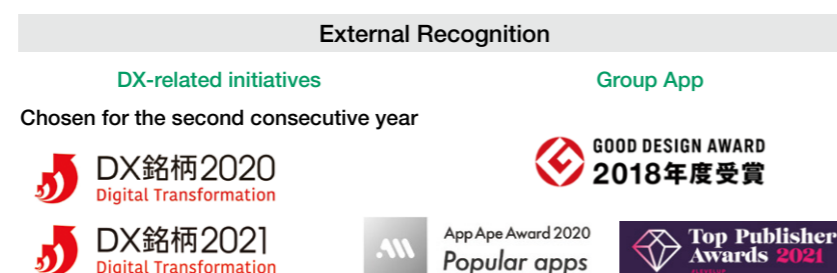 External Recognition
DX-related initiatives
Chosen for the second consecutive year
DX銘柄2020
Digital Transformation
DX銘柄2021
Digital Transformation
Group App
GOOD DESIGN AWARD
2018年度受賞
App Ape Award 2020
Popular apps
Top Publisher
Awards 2021